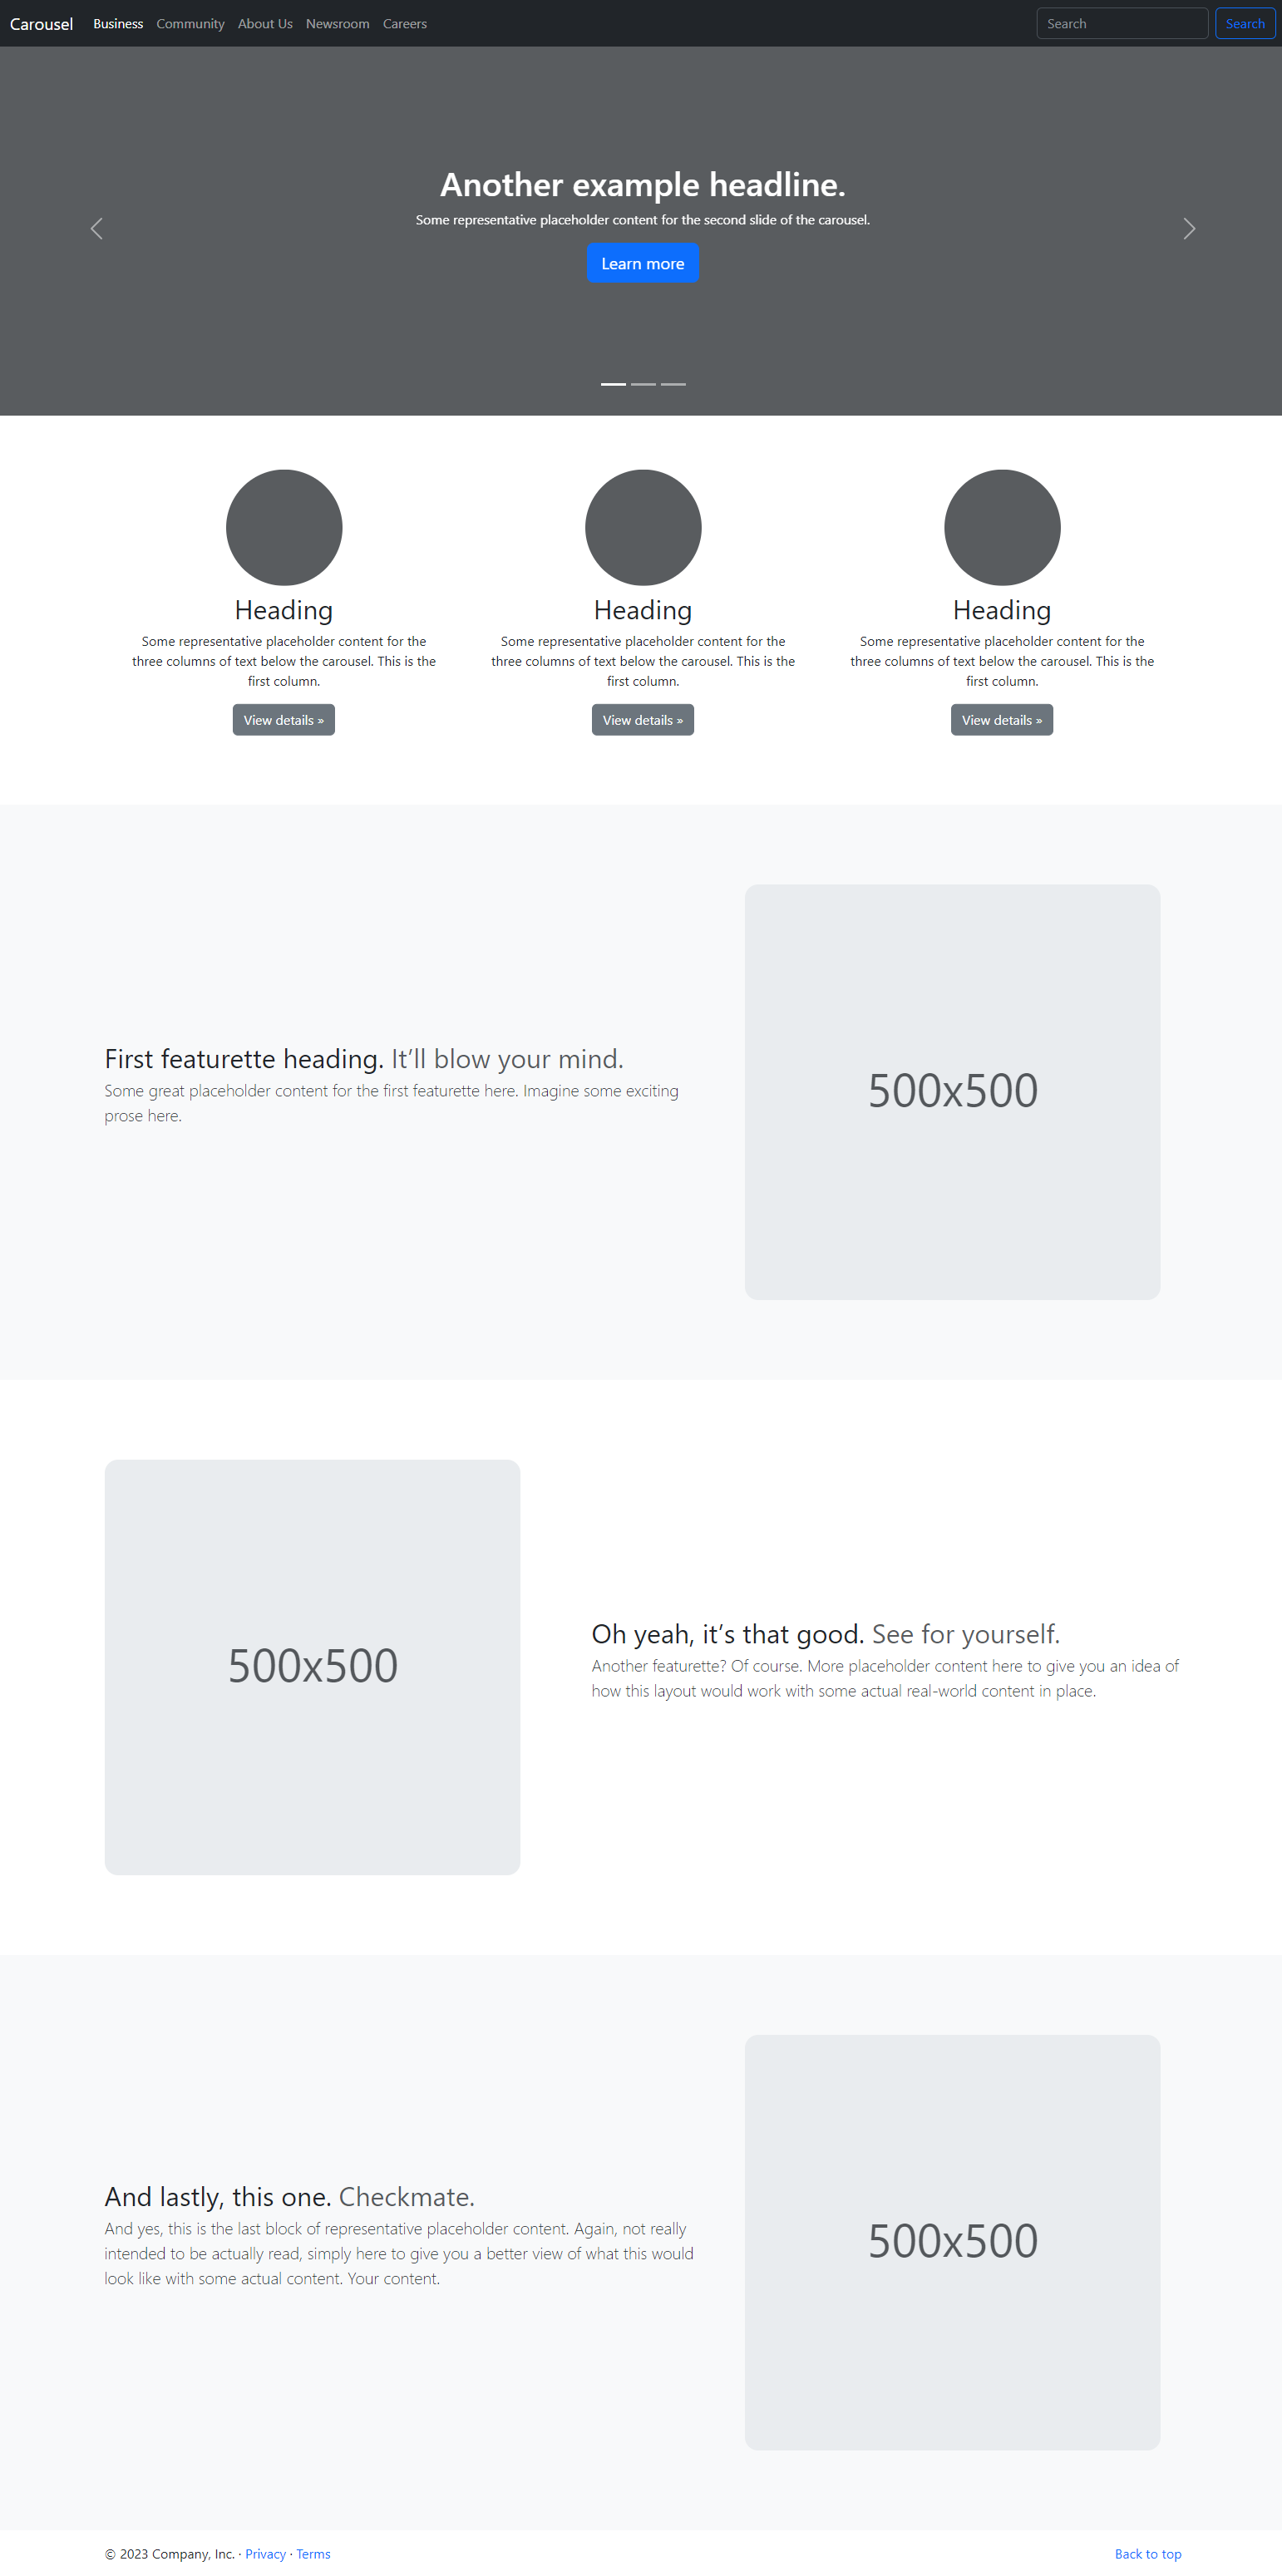 Carousel Business Community About Us Newsroom Careers Search Search
Another example headline.
Some representative placeholder content for the second slide of the carousel.
Learn more
Heading
Some representative placeholder content for the
three columns of text below the carousel. This is the
first column.
View details »
Heading
Some representative placeholder content for the
three columns of text below the carousel. This is the
first column.
View details »
Heading
Some representative placeholder content for the
three columns of text below the carousel. This is the
first column.
View details »
First featurette heading. It’ll blow your mind.
Some great placeholder content for the first featurette here. Imagine some exciting
prose here.
500x500
500x500
Oh yeah, it’s that good. See for yourself.
Another featurette? Of course. More placeholder content here to give you an idea of
how this layout would work with some actual real-world content in place.
And lastly, this one. Checkmate.
And yes, this is the last block of representative placeholder content. Again, not really
intended to be actually read, simply here to give you a better view of what this would
look like with some actual content. Your content.
500x500
© 2023 Company, Inc. · Privacy · Terms
Back to top